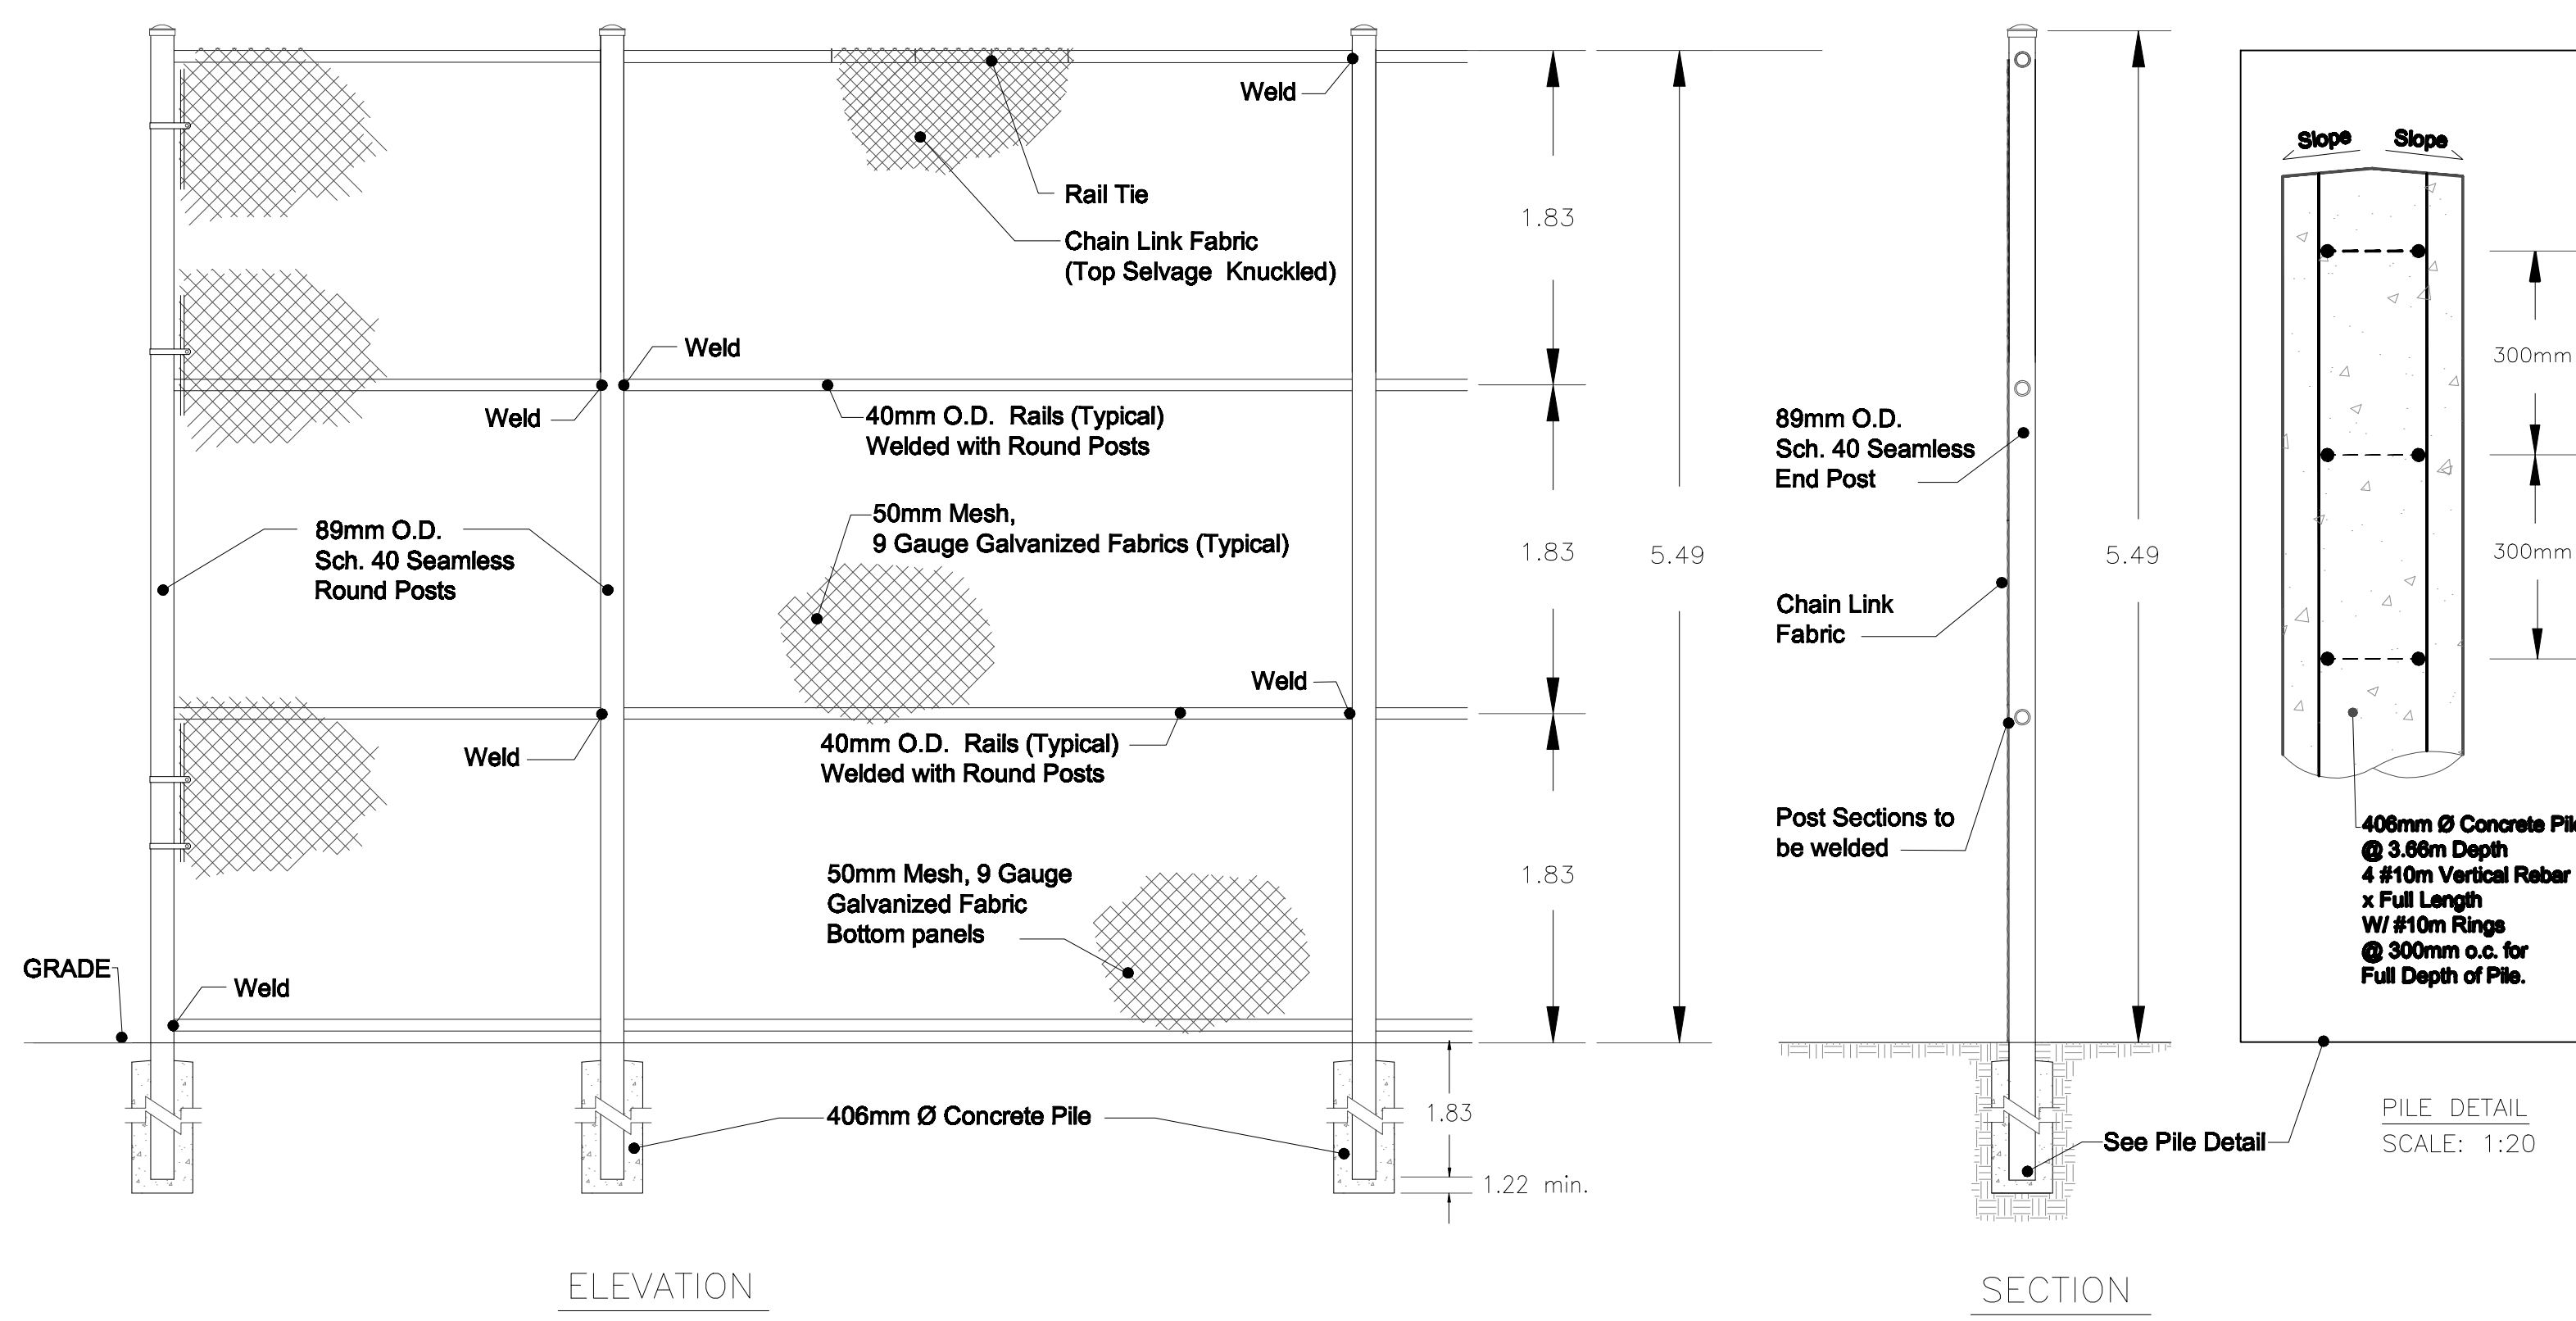 Weld
Rail Tie
Chain Link Fabric
(Top Selvage Knuckled)
Weld
Weld
40mm O.D. Rails (Typical)
Welded with Round Posts
89mm O.D.
Sch. 40 Seamless
Round Posts
50mm Mesh,
9 Gauge Galvanized Fabrics (Typical)
Weld
Weld
40mm O.D. Rails (Typical)
Welded with Round Posts
50mm Mesh, 9 Gauge
Galvanized Fabric
Bottom panels
GRADE
Weld
406mm Ø Concrete Pile
1.83
1.83
1.83
5.49
1.83
1.22 min.
ELEVATION
89mm O.D.
Sch. 40 Seamless
End Post
Chain Link
Fabric
Post Sections to
be welded
5.49
See Pile Detail
SECTION
Slope Slope
300mm
300mm
406mm Ø Concrete Pil
@ 3.66m Depth
4 #10m Vertical Rebar
x Full Length
W/ #10m Rings
@ 300mm o.c. for
Full Depth of Pile.
PILE DETAIL
SCALE: 1:20